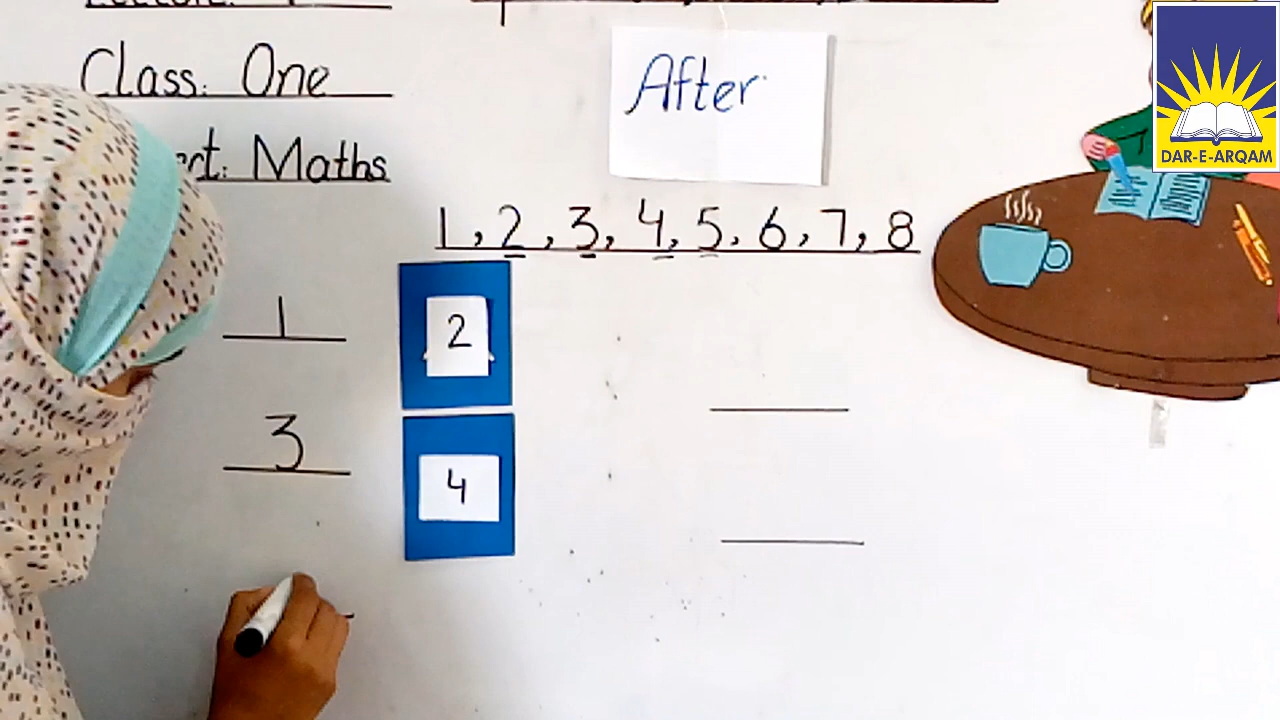 Class: One
Maths
After
1, 2, 3, 4, 5, 6, 7, 8
1
2
3
4
DAR-E-ARQAM